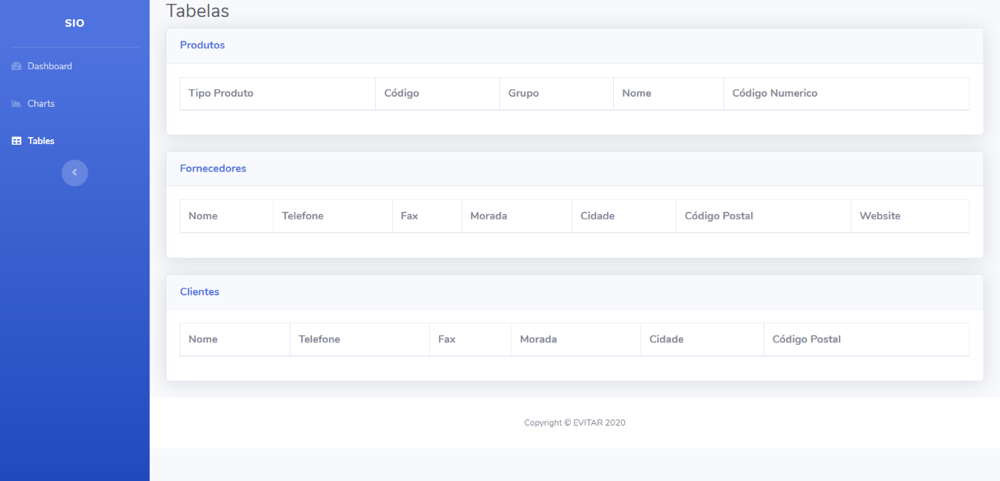 SIO
Dashboard
Charts
Tables
Tabelas
Produtos
Tipo Produto Código Grupo Nome Código Numerico
Fornecedores
Nome Telefone Fax Morada Cidade Código Postal Website
Clientes
Nome Telefone Fax Morada Cidade Código Postal
Copyright © EVITAR 2020